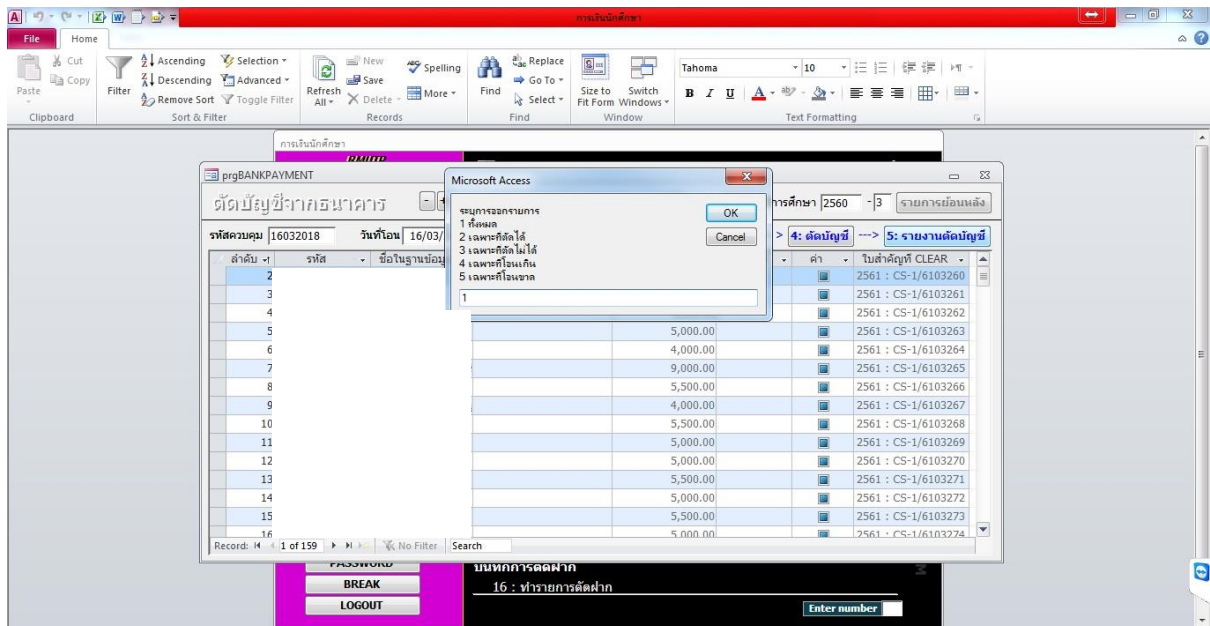 การเงินนักศึกษา
File Home
Cut
Copy
Paste
Clipboard
Filter
Ascending
Descending
Remove Sort
Selection
Advanced
Toggle Filter
Sort & Filter
Refresh All
New
Save
Delete
Spelling
More
Records
Find
Replace
Go To
Select
Find
Size to Fit Form
Switch Windows
Window
Tahoma 10
B I U A
Text Formatting
การเงินนักศึกษา
prgBANKPAYMENT
ตัดบัญชีจากธนาคาร
การศึกษา 2560 - 3 รายการย้อนหลัง
รหัสควบคุม 16032018 วันที่โอน 16/03/
> 4: ตัดบัญชี ---> 5: รายงานตัดบัญชี
Microsoft Access
ระบุการออกรายการ
1 ทั้งหมด
2 เฉพาะที่ตัดได้
3 เฉพาะที่ตัดไม่ได้
4 เฉพาะที่โอนเกิน
5 เฉพาะที่โอนขาด
1
OK
Cancel
ลำดับ รหัส ชื่อในฐานข้อมู ค่า ใบสำคัญที่ CLEAR
2 2561 : CS-1/6103260
3 2561 : CS-1/6103261
4 2561 : CS-1/6103262
5 5,000.00 2561 : CS-1/6103263
6 4,000.00 2561 : CS-1/6103264
7 9,000.00 2561 : CS-1/6103265
8 5,500.00 2561 : CS-1/6103266
9 4,000.00 2561 : CS-1/6103267
10 5,500.00 2561 : CS-1/6103268
11 5,000.00 2561 : CS-1/6103269
12 5,000.00 2561 : CS-1/6103270
13 5,500.00 2561 : CS-1/6103271
14 5,000.00 2561 : CS-1/6103272
15 5,500.00 2561 : CS-1/6103273
16 5,000.00 2561 : CS-1/6103274
Record: 1 of 159 No Filter Search
PASSWORD
BREAK
LOGOUT
บันทึกการตัดฝาก
16 : ทำรายการตัดฝาก
Enter number